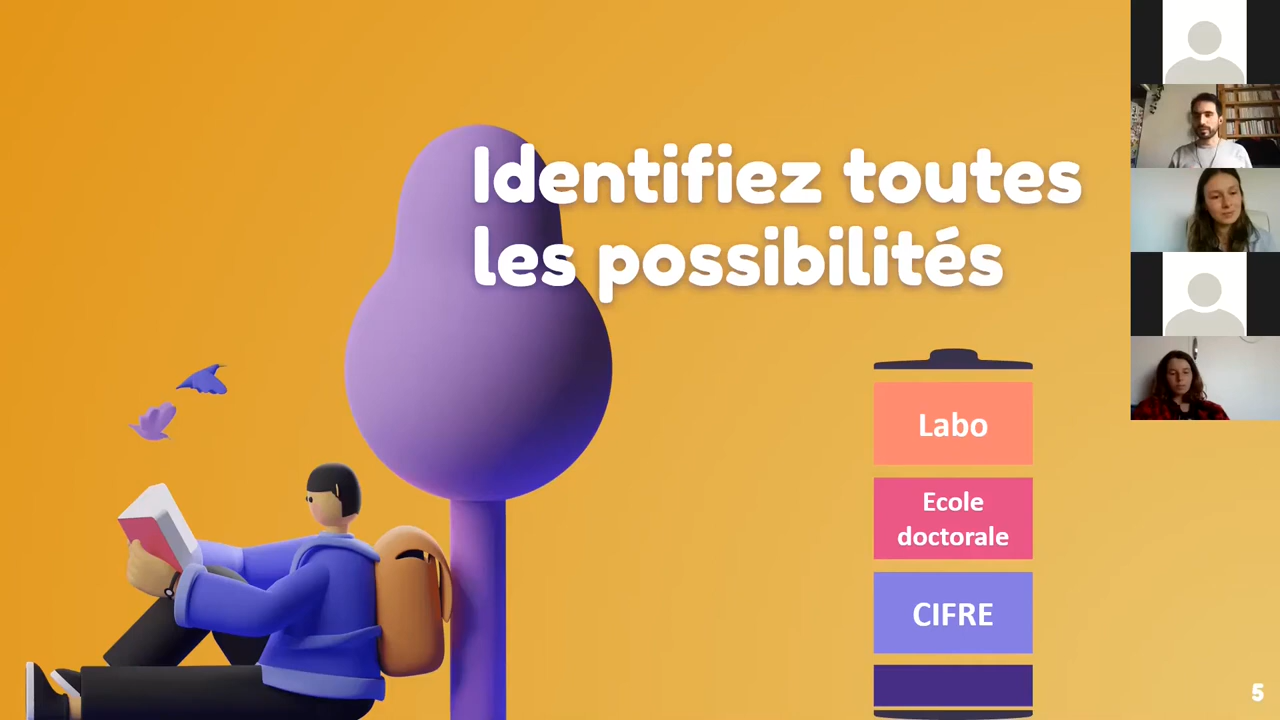 Identifiez toutes
les possibilités
Labo
Ecole
doctorale
CIFRE
5